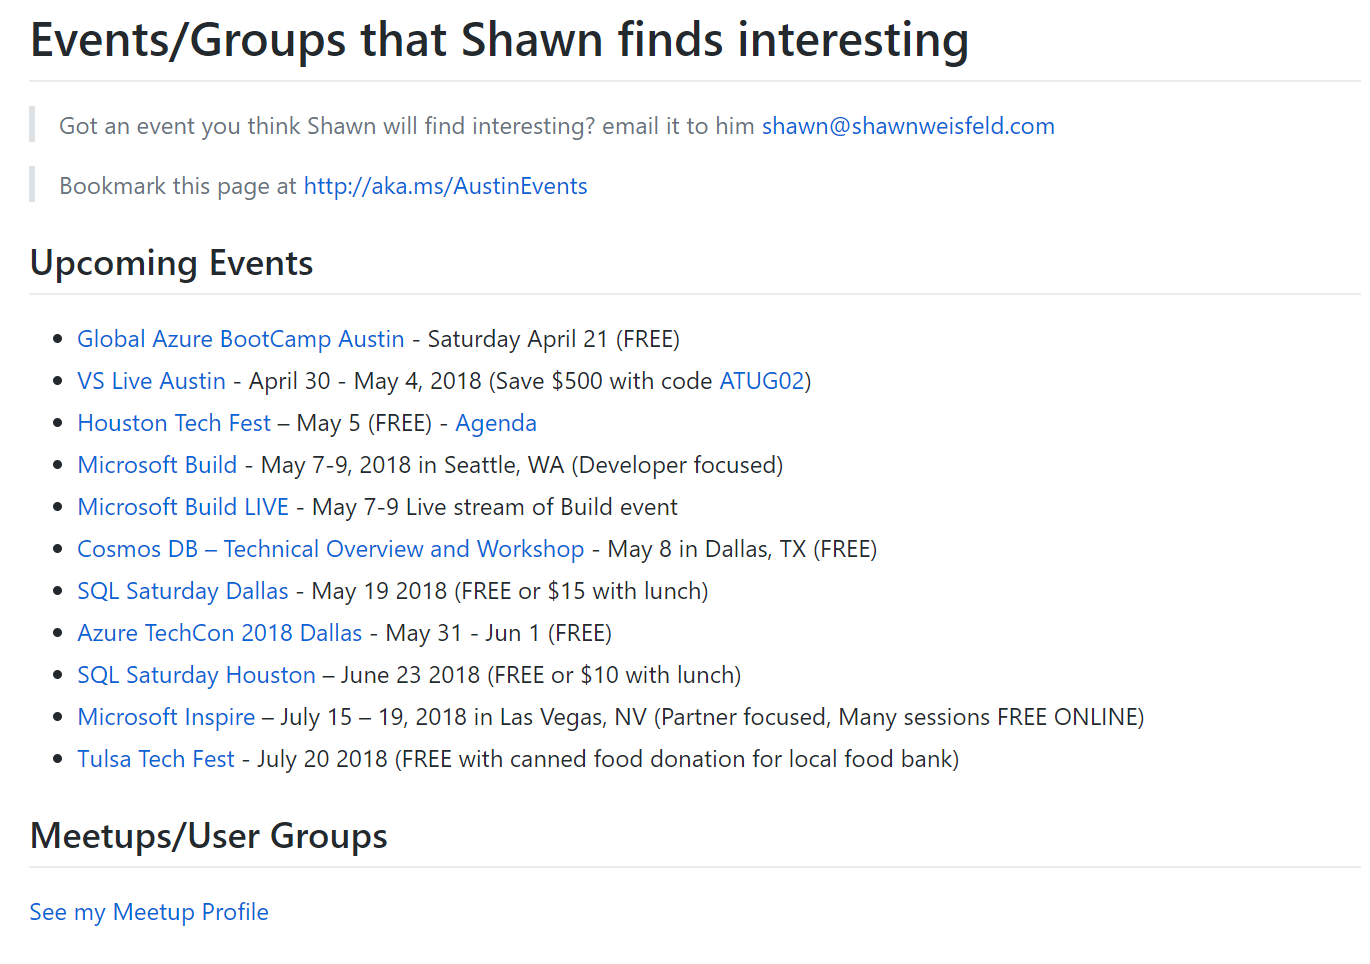 Events/Groups that Shawn finds interesting
Got an event you think Shawn will find interesting? email it to him shawn@shawnweisfeld.com
Bookmark this page at http://aka.ms/AustinEvents
Upcoming Events
• Global Azure BootCamp Austin - Saturday April 21 (FREE)
• VS Live Austin - April 30 - May 4, 2018 (Save $500 with code ATUG02)
• Houston Tech Fest – May 5 (FREE) - Agenda
• Microsoft Build - May 7-9, 2018 in Seattle, WA (Developer focused)
• Microsoft Build LIVE - May 7-9 Live stream of Build event
• Cosmos DB – Technical Overview and Workshop - May 8 in Dallas, TX (FREE)
• SQL Saturday Dallas - May 19 2018 (FREE or $15 with lunch)
• Azure TechCon 2018 Dallas - May 31 - Jun 1 (FREE)
• SQL Saturday Houston – June 23 2018 (FREE or $10 with lunch)
• Microsoft Inspire – July 15 – 19, 2018 in Las Vegas, NV (Partner focused, Many sessions FREE ONLINE)
• Tulsa Tech Fest - July 20 2018 (FREE with canned food donation for local food bank)
Meetups/User Groups
See my Meetup Profile